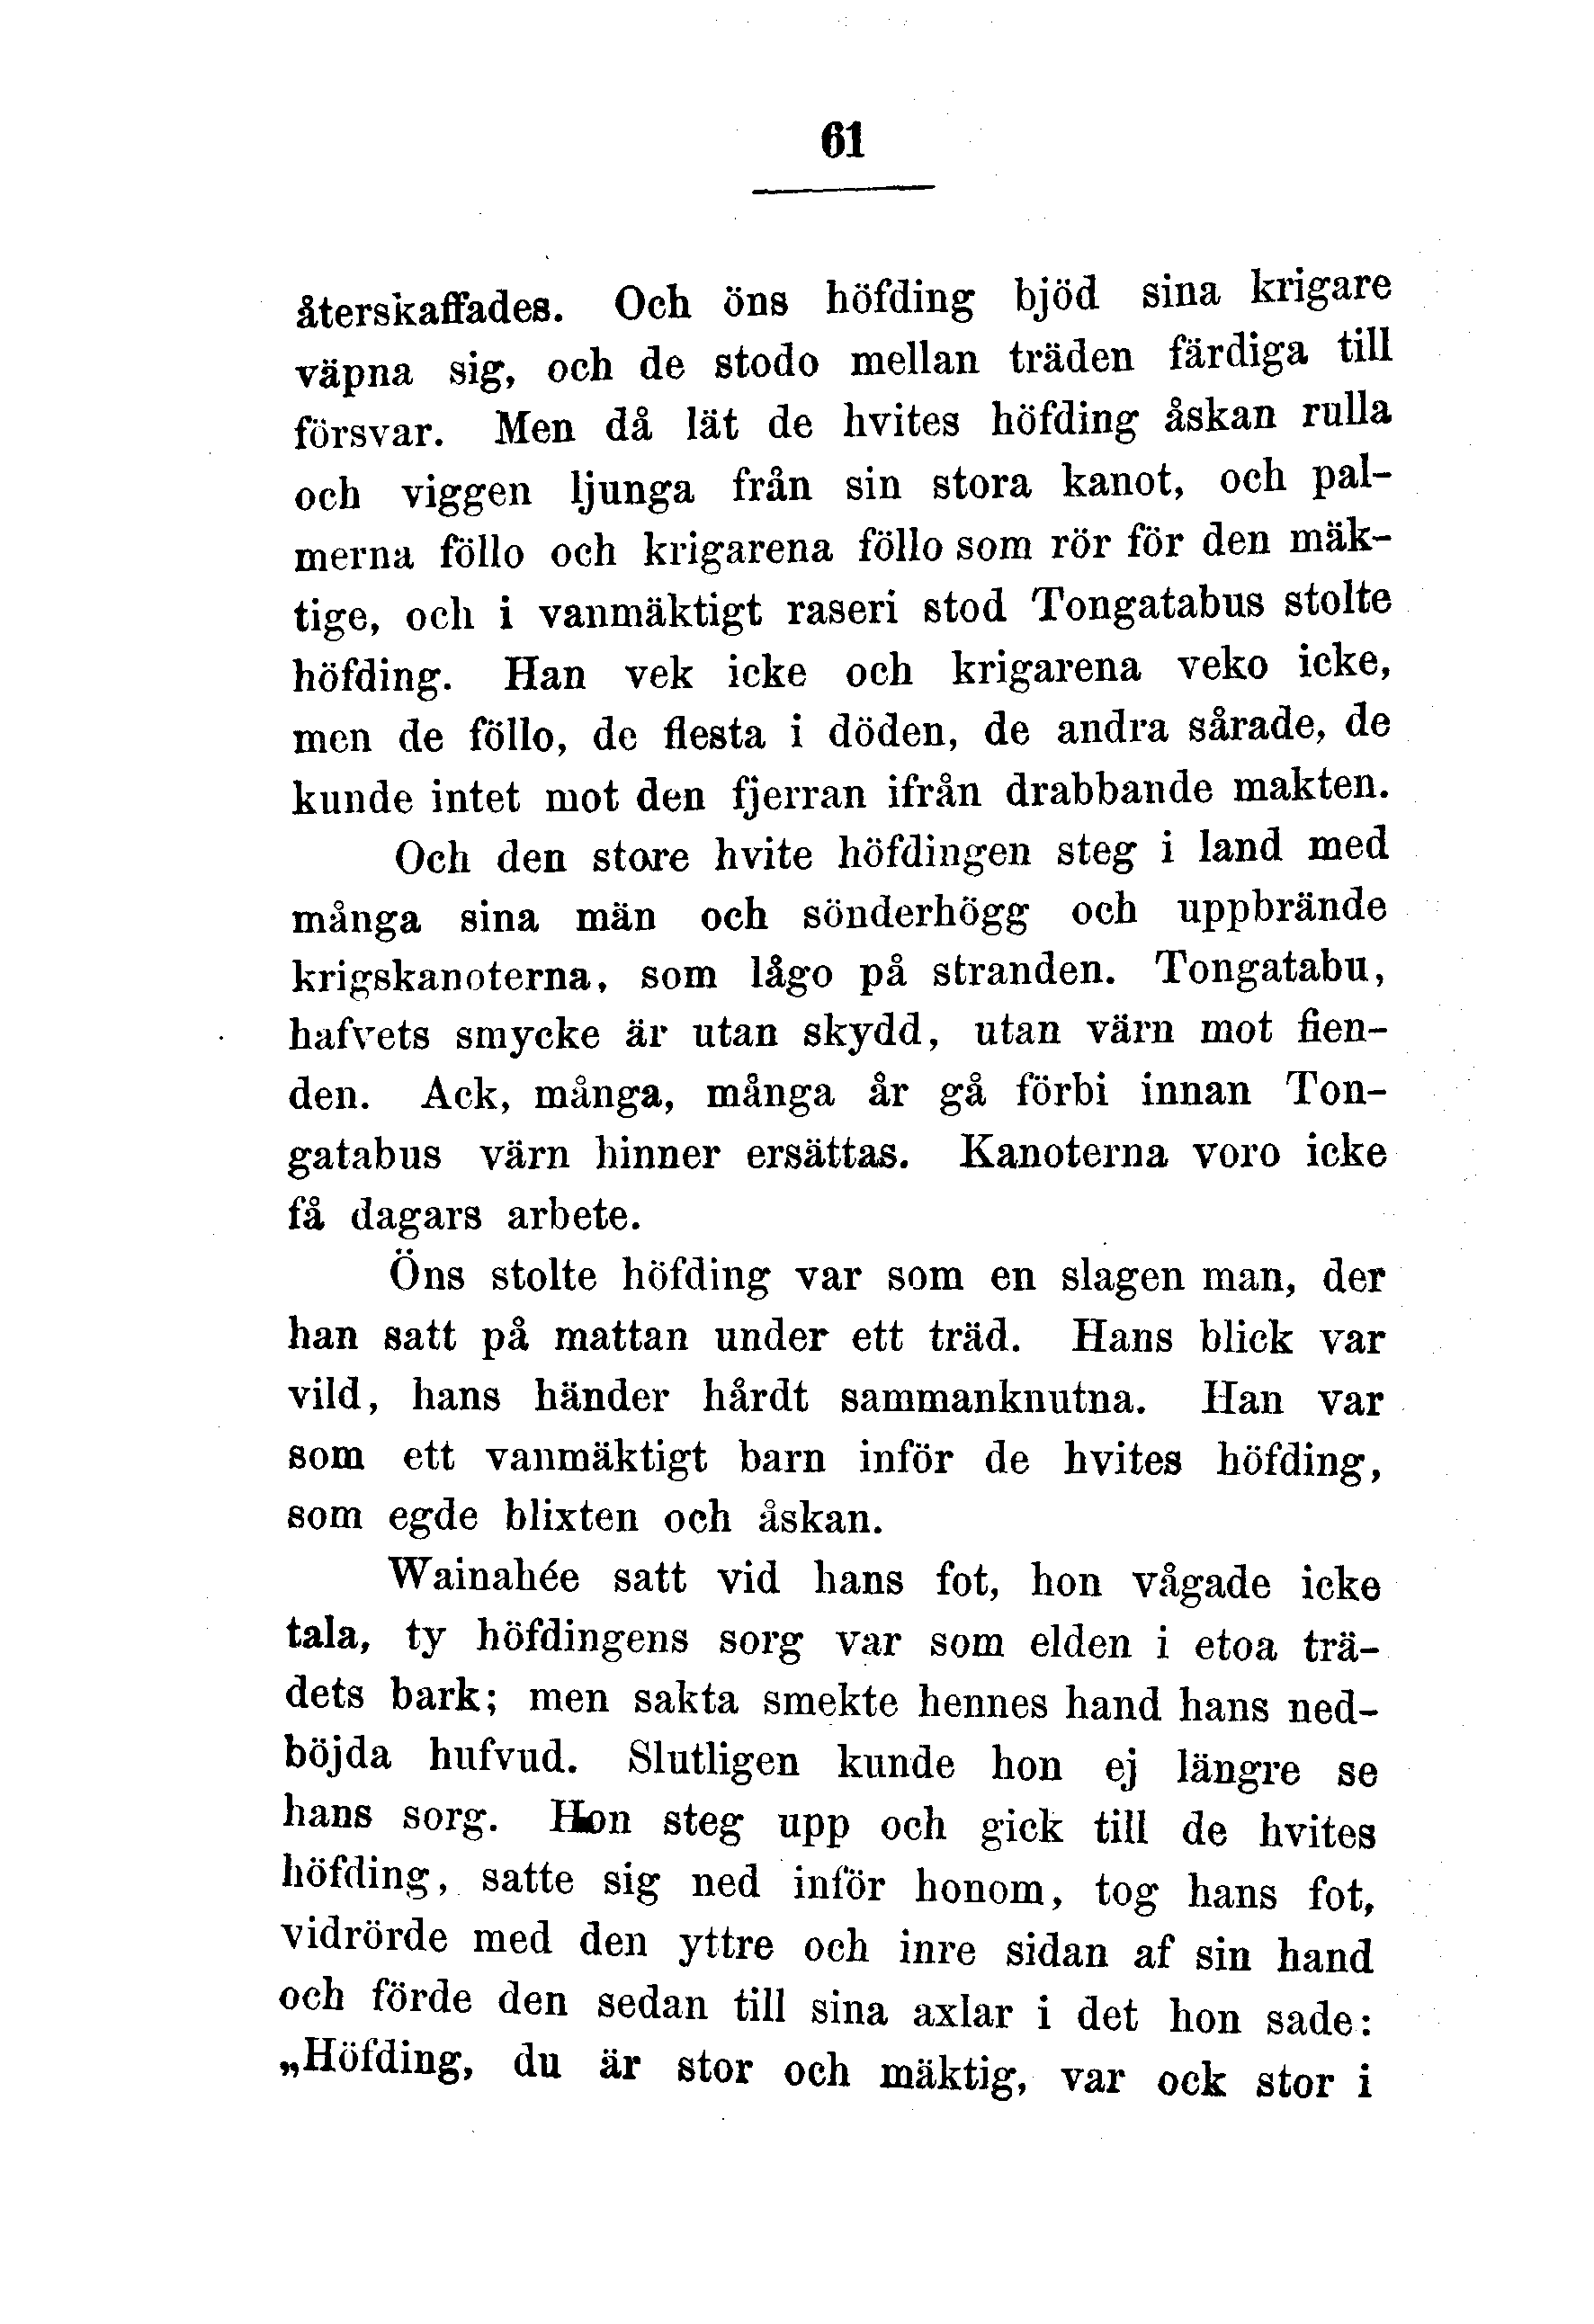 61
återskaffades. Och öns höfding bjöd sina krigare
väpna sig, och de stodo mellan träden färdiga till
försvar. Men då lät de hvites höfding åskan rulla
och viggen ljunga från sin stora kanot, och pal-
merna föllo och krigarena föllo som rör för den mäk-
tige, och i vanmäktigt raseri stod Tongatabus stolte
höfding. Han vek icke och krigarena veko icke,
men de föllo, de flesta i döden, de andra sårade, de
kunde intet mot den fjerran ifrån drabbande makten.
Och den store hvite höfdingen steg i land med
många sina män och sönderhögg och uppbrände
krigskanoterna, som lågo på stranden. Tongatabu,
hafvets smycke är utan skydd, utan värn mot fien-
den. Ack, många, många år gå förbi innan Ton-
gatabus värn hinner ersättas. Kanoterna voro icke
få dagars arbete.
Öns stolte höfding var som en slagen man, der
han satt på mattan under ett träd. Hans blick var
vild, hans händer hårdt sammanknutna. Han var
som ett vanmäktigt barn inför de hvites höfding,
som egde blixten och åskan.
Wainahée satt vid hans fot, hon vågade icke
tala, ty höfdingens sorg var som elden i etoa trä-
dets bark; men sakta smekte hennes hand hans ned-
böjda hufvud. Slutligen kunde hon ej längre se
hans sorg. Hon steg upp och gick till de hvites
höfding, satte sig ned inför honom, tog hans fot,
vidrörde med den yttre och inre sidan af sin hand
och förde den sedan till sina axlar i det hon sade:
„Höfding, du är stor och mäktig, var ock stor i